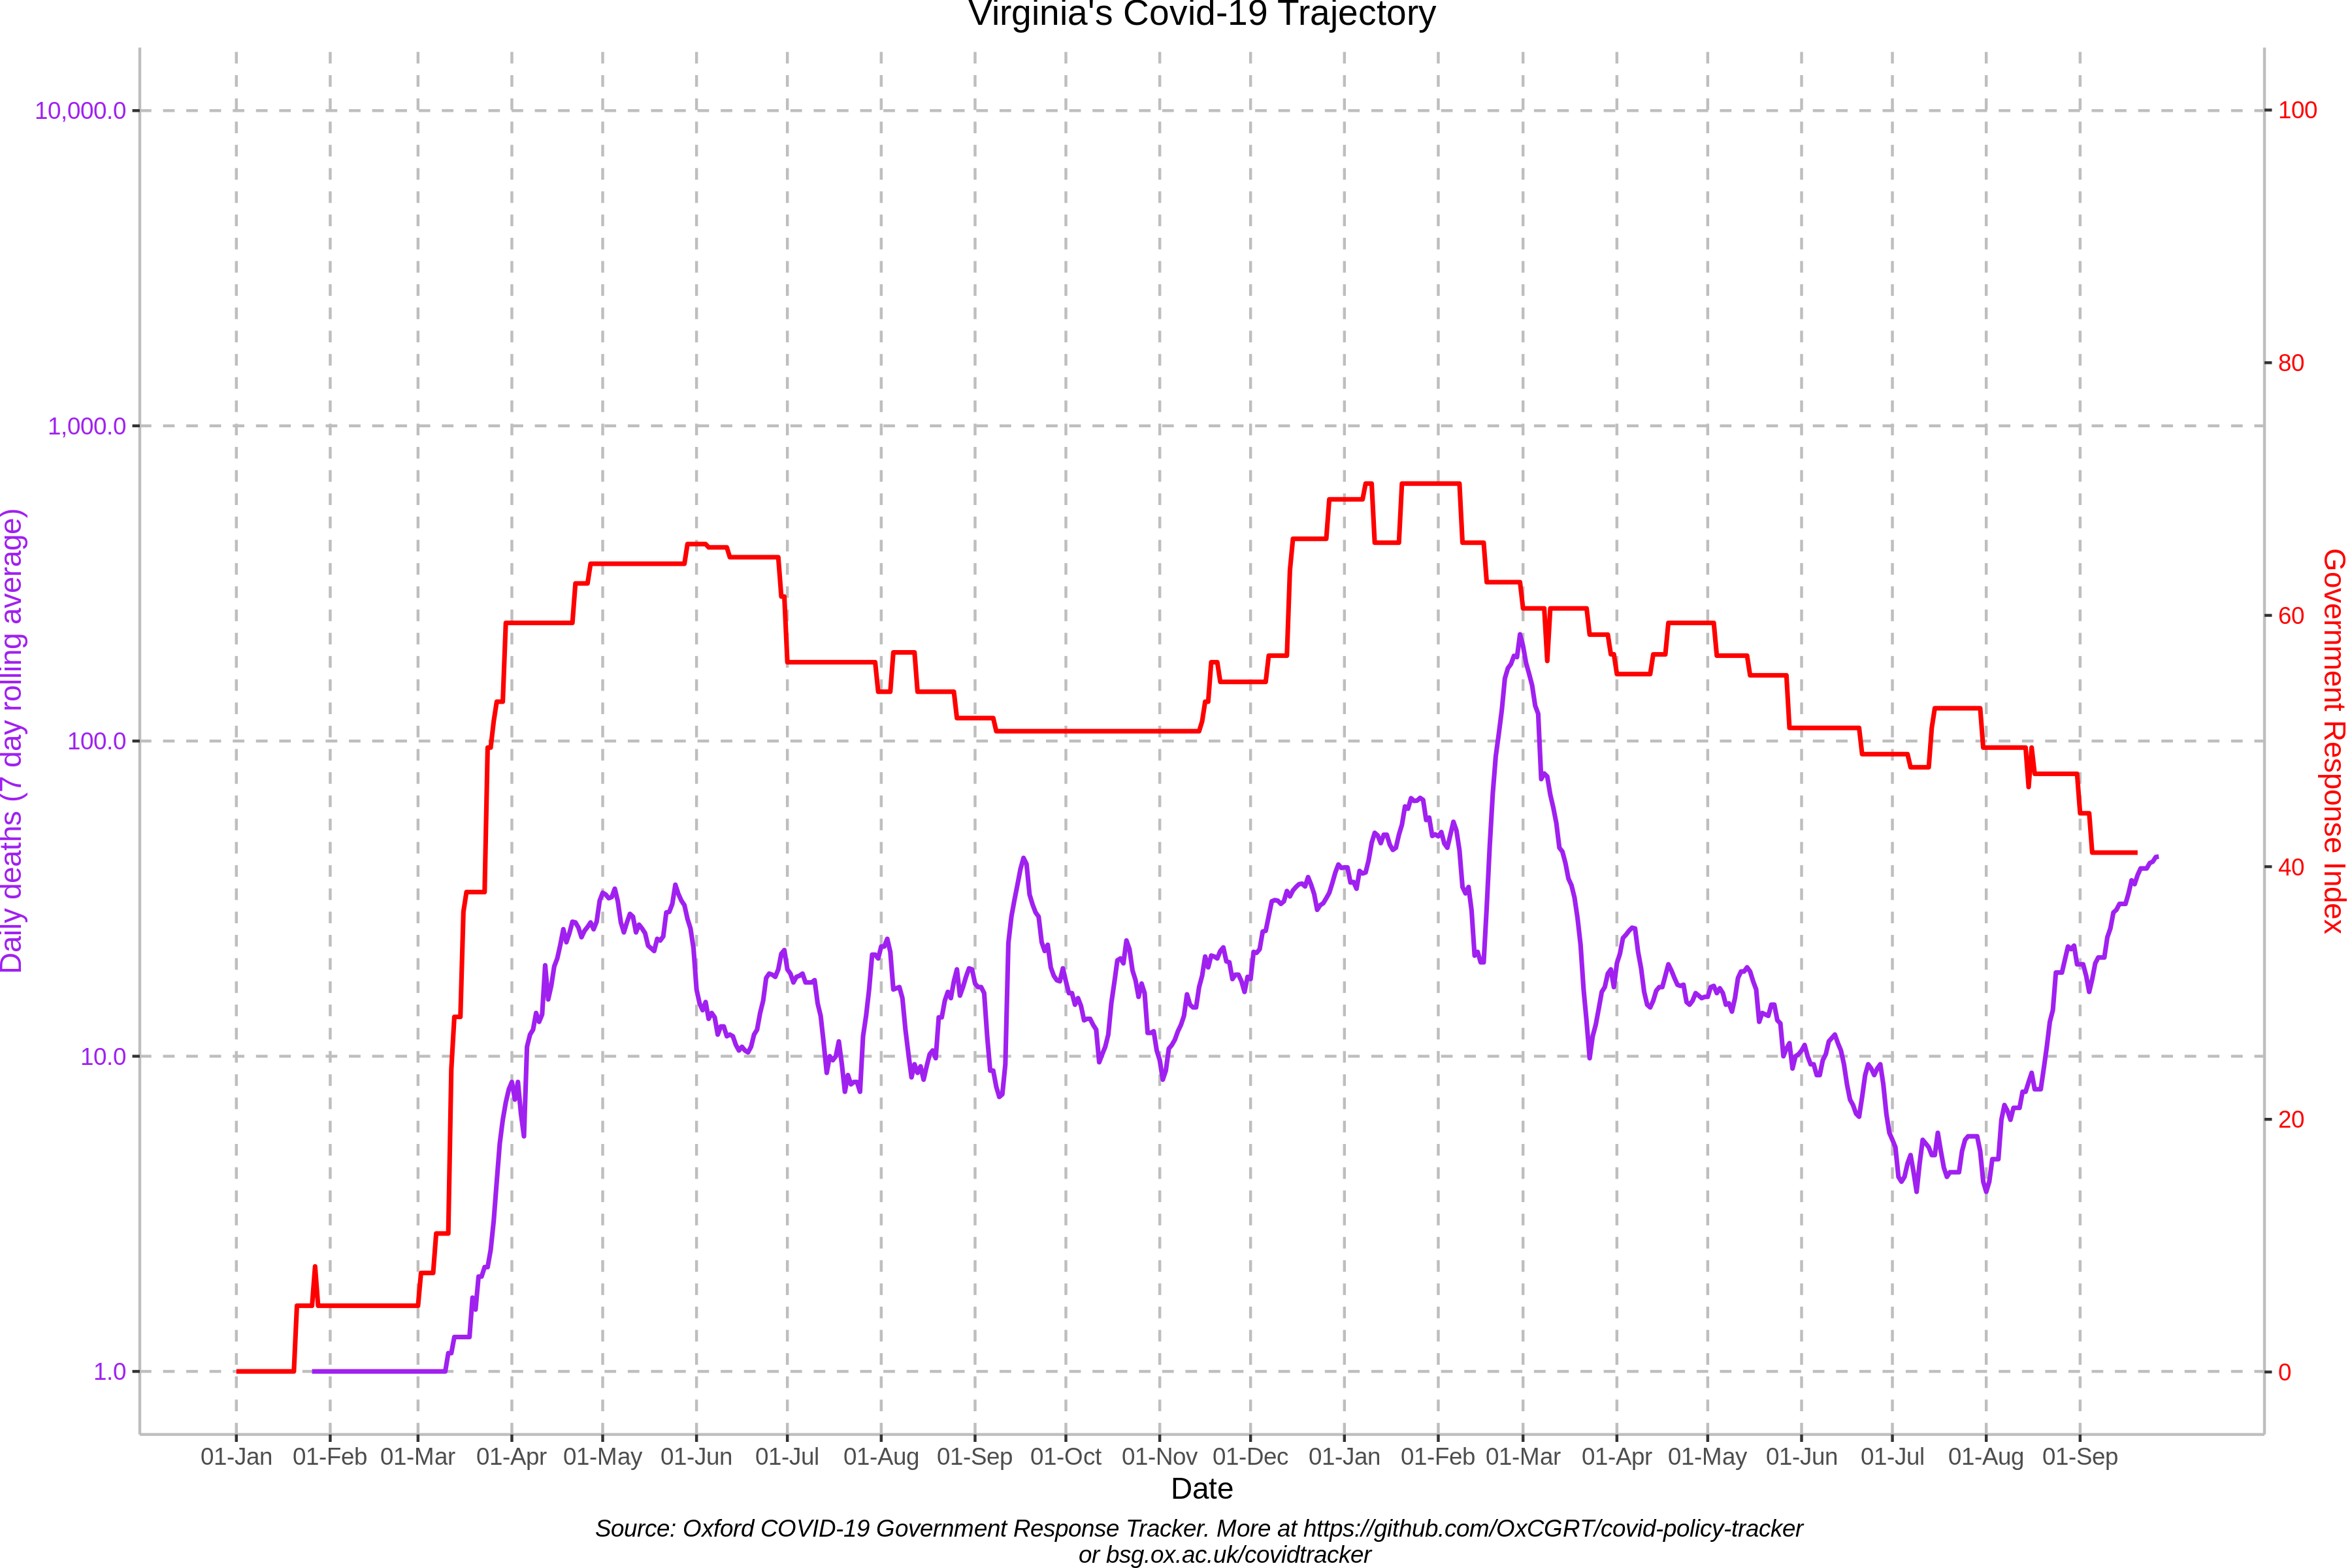 Virginia's Covid-19 Trajectory
10,000.0
1,000.0
100.0
10.0
1.0
Daily deaths (7 day rolling average)
100
80
60
40
20
0
Government Response Index
01-Jan 01-Feb 01-Mar 01-Apr 01-May 01-Jun 01-Jul 01-Aug 01-Sep 01-Oct 01-Nov 01-Dec 01-Jan 01-Feb 01-Mar 01-Apr 01-May 01-Jun 01-Jul 01-Aug 01-Sep
Date
Source: Oxford COVID-19 Government Response Tracker. More at https://github.com/OxCGRT/covid-policy-tracker
or bsg.ox.ac.uk/covidtracker